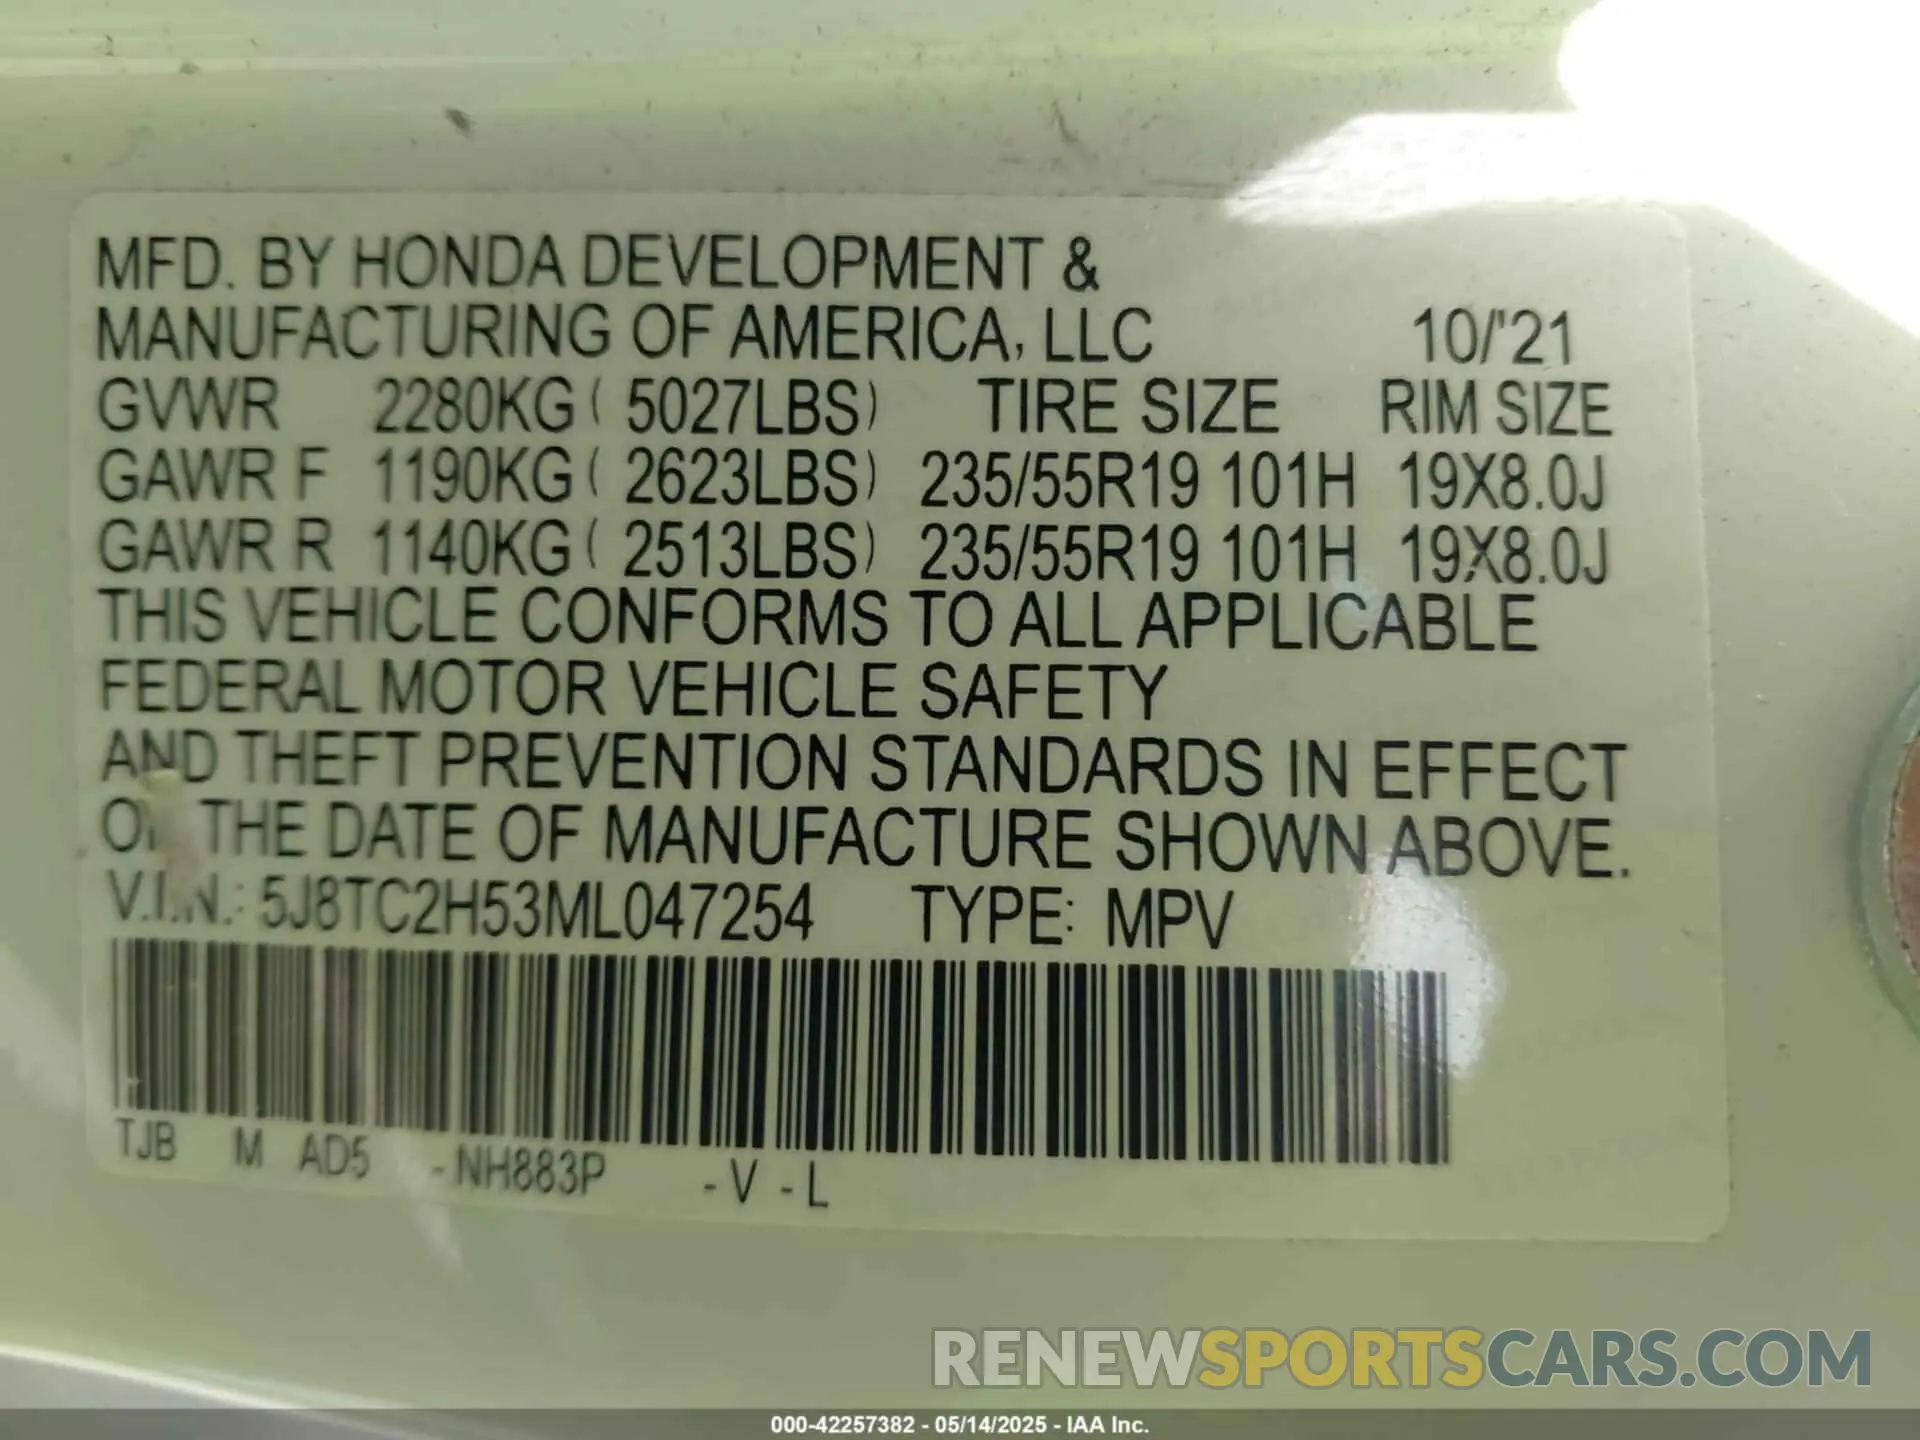 MFD. BY HONDA DEVELOPMENT &
MANUFACTURING OF AMERICA, LLC 10/'21
GVWR 2280KG ( 5027LBS) TIRE SIZE RIM SIZE
GAWR F 1190KG ( 2623LBS) 235/55R19 101H 19X8.0J
GAWR R 1140KG ( 2513LBS) 235/55R19 101H 19X8.0J
THIS VEHICLE CONFORMS TO ALL APPLICABLE
FEDERAL MOTOR VEHICLE SAFETY
AND THEFT PREVENTION STANDARDS IN EFFECT
ON THE DATE OF MANUFACTURE SHOWN ABOVE.
V.I.N.: 5J8TC2H53ML047254 TYPE: MPV
TJB M AD5 -NH883P -V -L
RENEWSPORTSCARS.COM
000-42257382 - 05/14/2025 - IAA Inc.